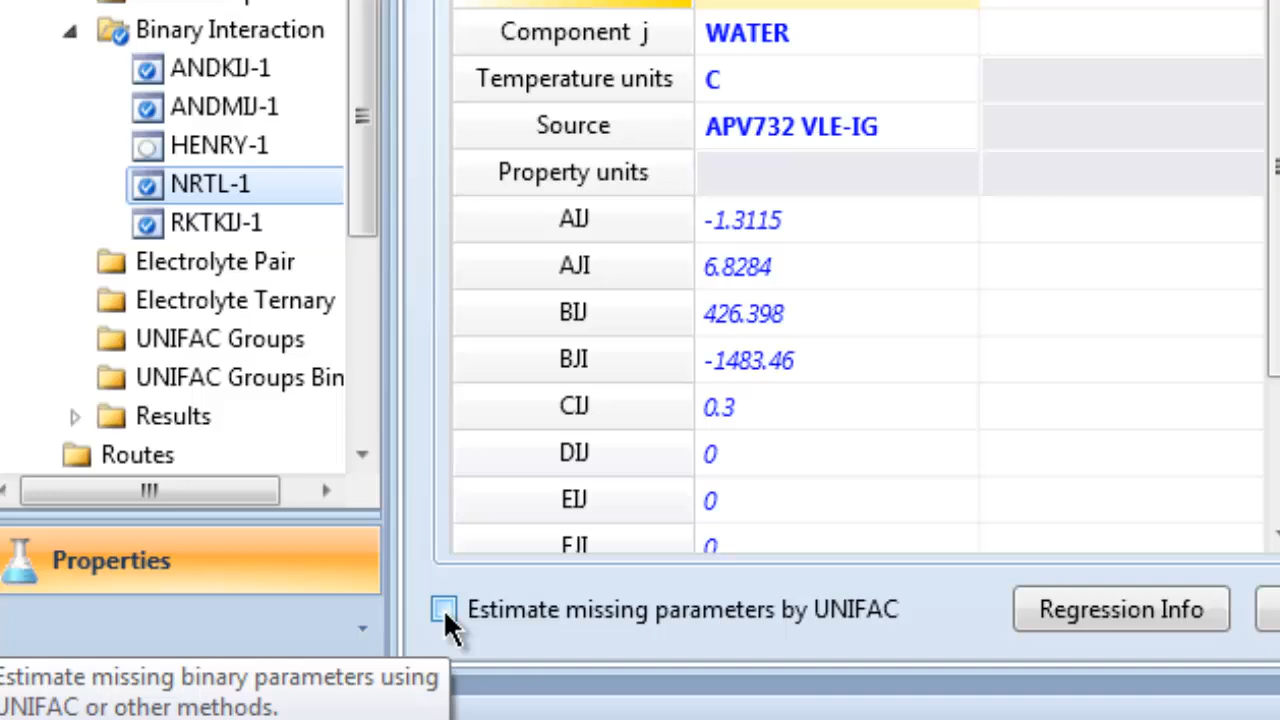 Binary Interaction
ANDKIJ-1
ANDMIJ-1
HENRY-1
NRTL-1
RKTKIJ-1
Electrolyte Pair
Electrolyte Ternary
UNIFAC Groups
UNIFAC Groups Bin
Results
Routes
Properties
Component j WATER
Temperature units C
Source APV732 VLE-IG
Property units
AIJ -1.3115
AJI 6.8284
BIJ 426.398
BJI -1483.46
CIJ 0.3
DIJ 0
EIJ 0
EJI 0
Estimate missing parameters by UNIFAC
Regression Info
Estimate missing binary parameters using
UNIFAC or other methods.